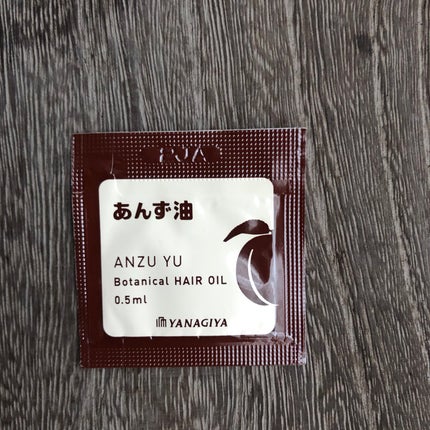 あんず油
ANZU YU
Botanical HAIR OIL
0.5ml
YANAGIYA